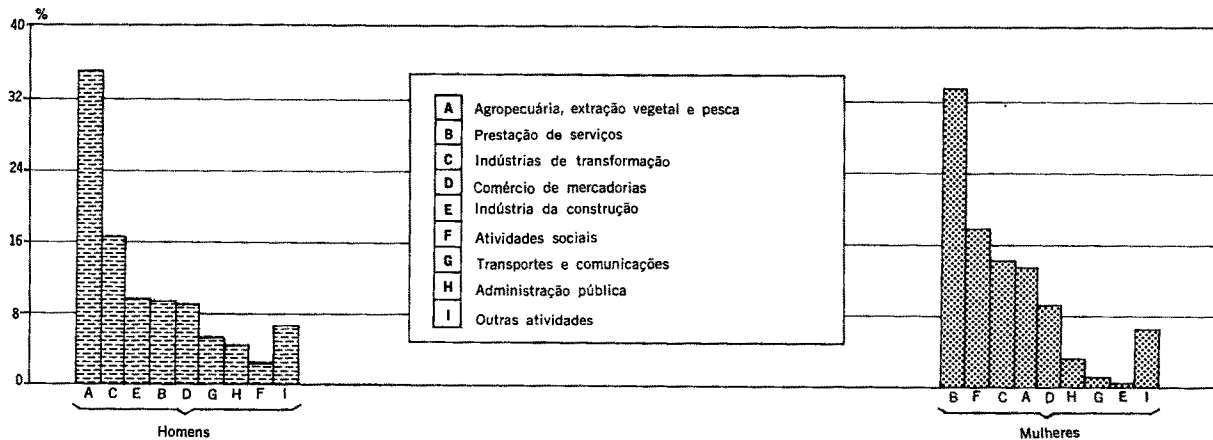 %
40
32
24
16
8
0
A Agropecuária, extração vegetal e pesca
B Prestação de serviços
C Indústrias de transformação
D Comércio de mercadorias
E Indústria da construção
F Atividades sociais
G Transportes e comunicações
H Administração pública
I Outras atividades
A C E B D G H F I
Homens
B F C A D H G E I
Mulheres